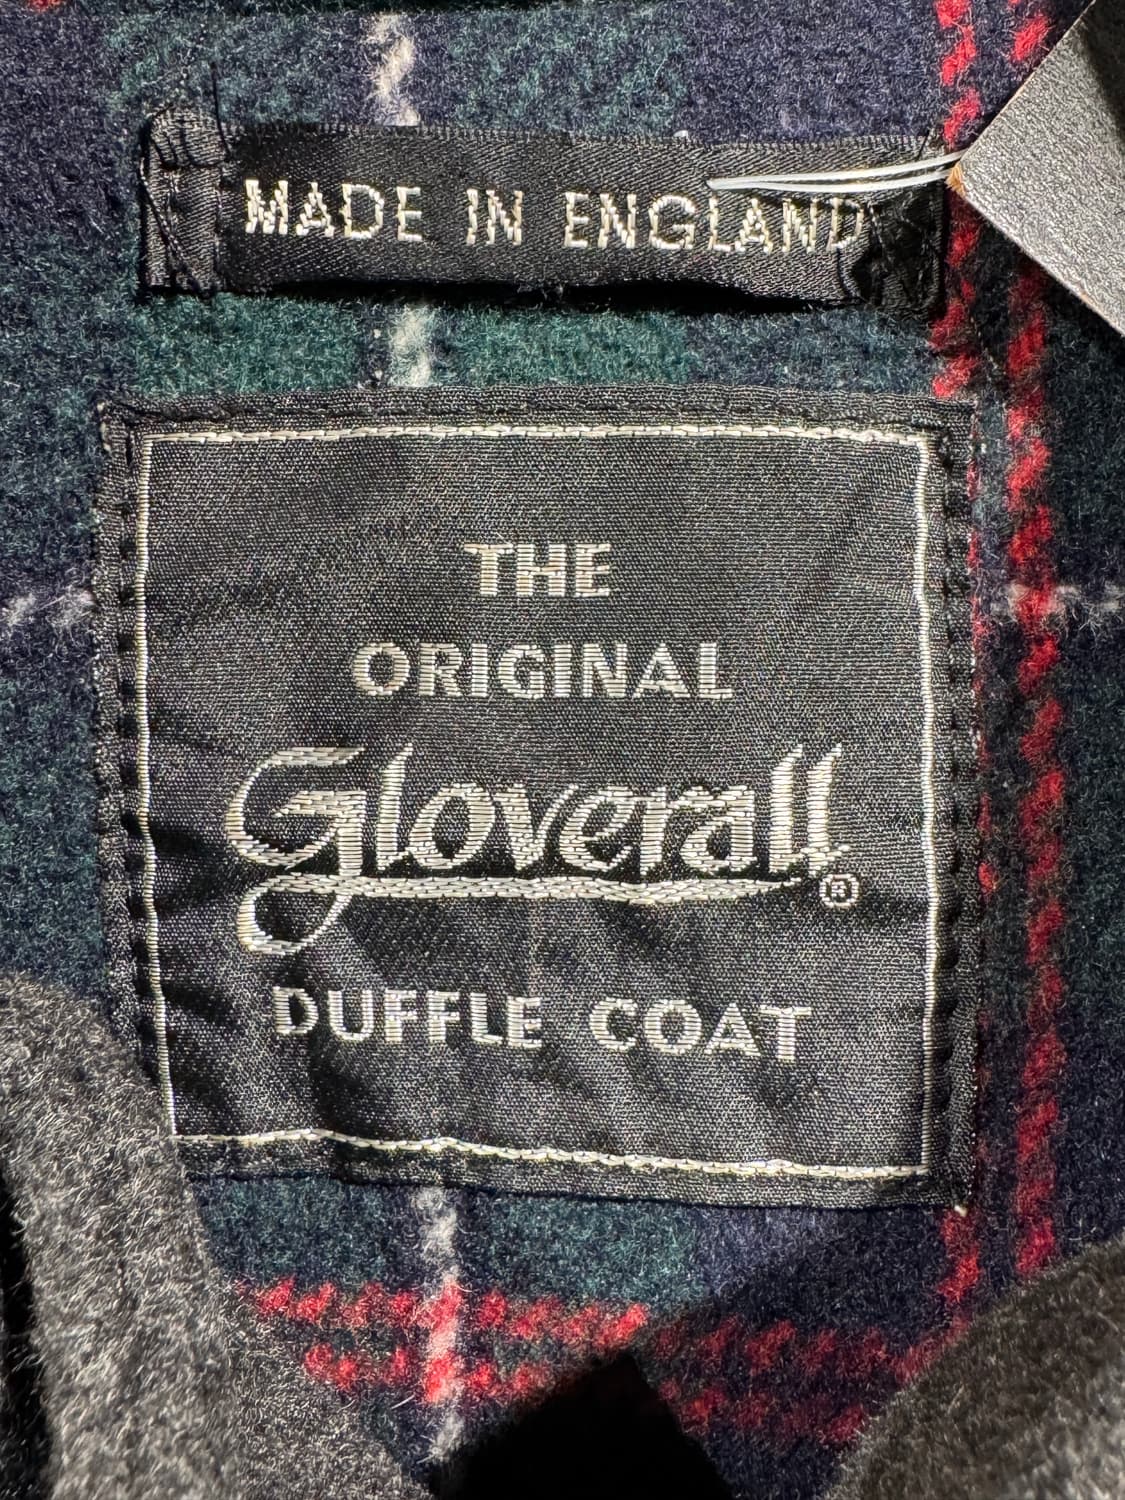 MADE IN ENGLAND
THE
ORIGINAL
Gloverall®
DUFFLE COAT